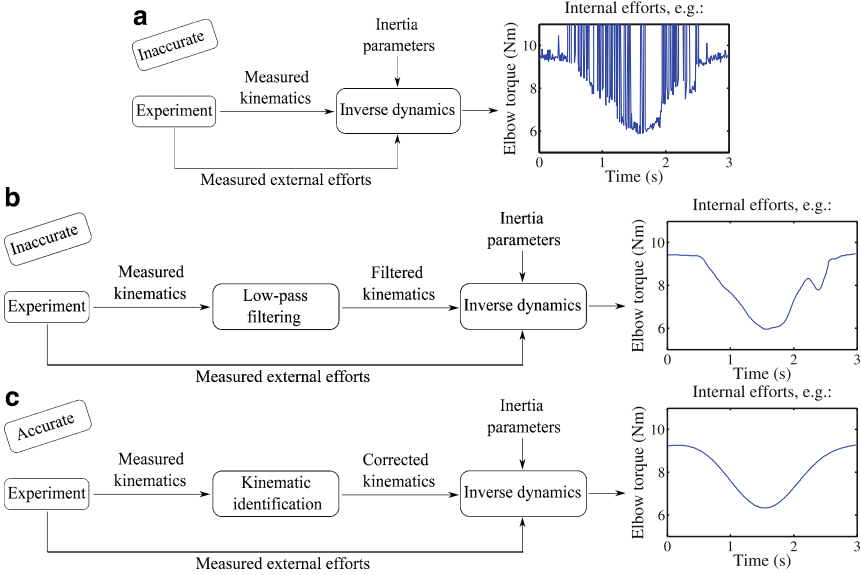 a
Inaccurate
Experiment
Measured
kinematics
Inertia
parameters
Inverse dynamics
Measured external efforts
Internal efforts, e.g.:
Elbow torque (Nm)
10
8
6
0
1
2
3
Time (s)
b
Inaccurate
Experiment
Measured
kinematics
Low-pass
filtering
Filtered
kinematics
Inertia
parameters
Inverse dynamics
Measured external efforts
Internal efforts, e.g.:
Elbow torque (Nm)
10
8
6
0
1
2
3
Time (s)
c
Accurate
Experiment
Measured
kinematics
Kinematic
identification
Corrected
kinematics
Inertia
parameters
Inverse dynamics
Measured external efforts
Internal efforts, e.g.:
Elbow torque (Nm)
10
8
6
0
1
2
3
Time (s)